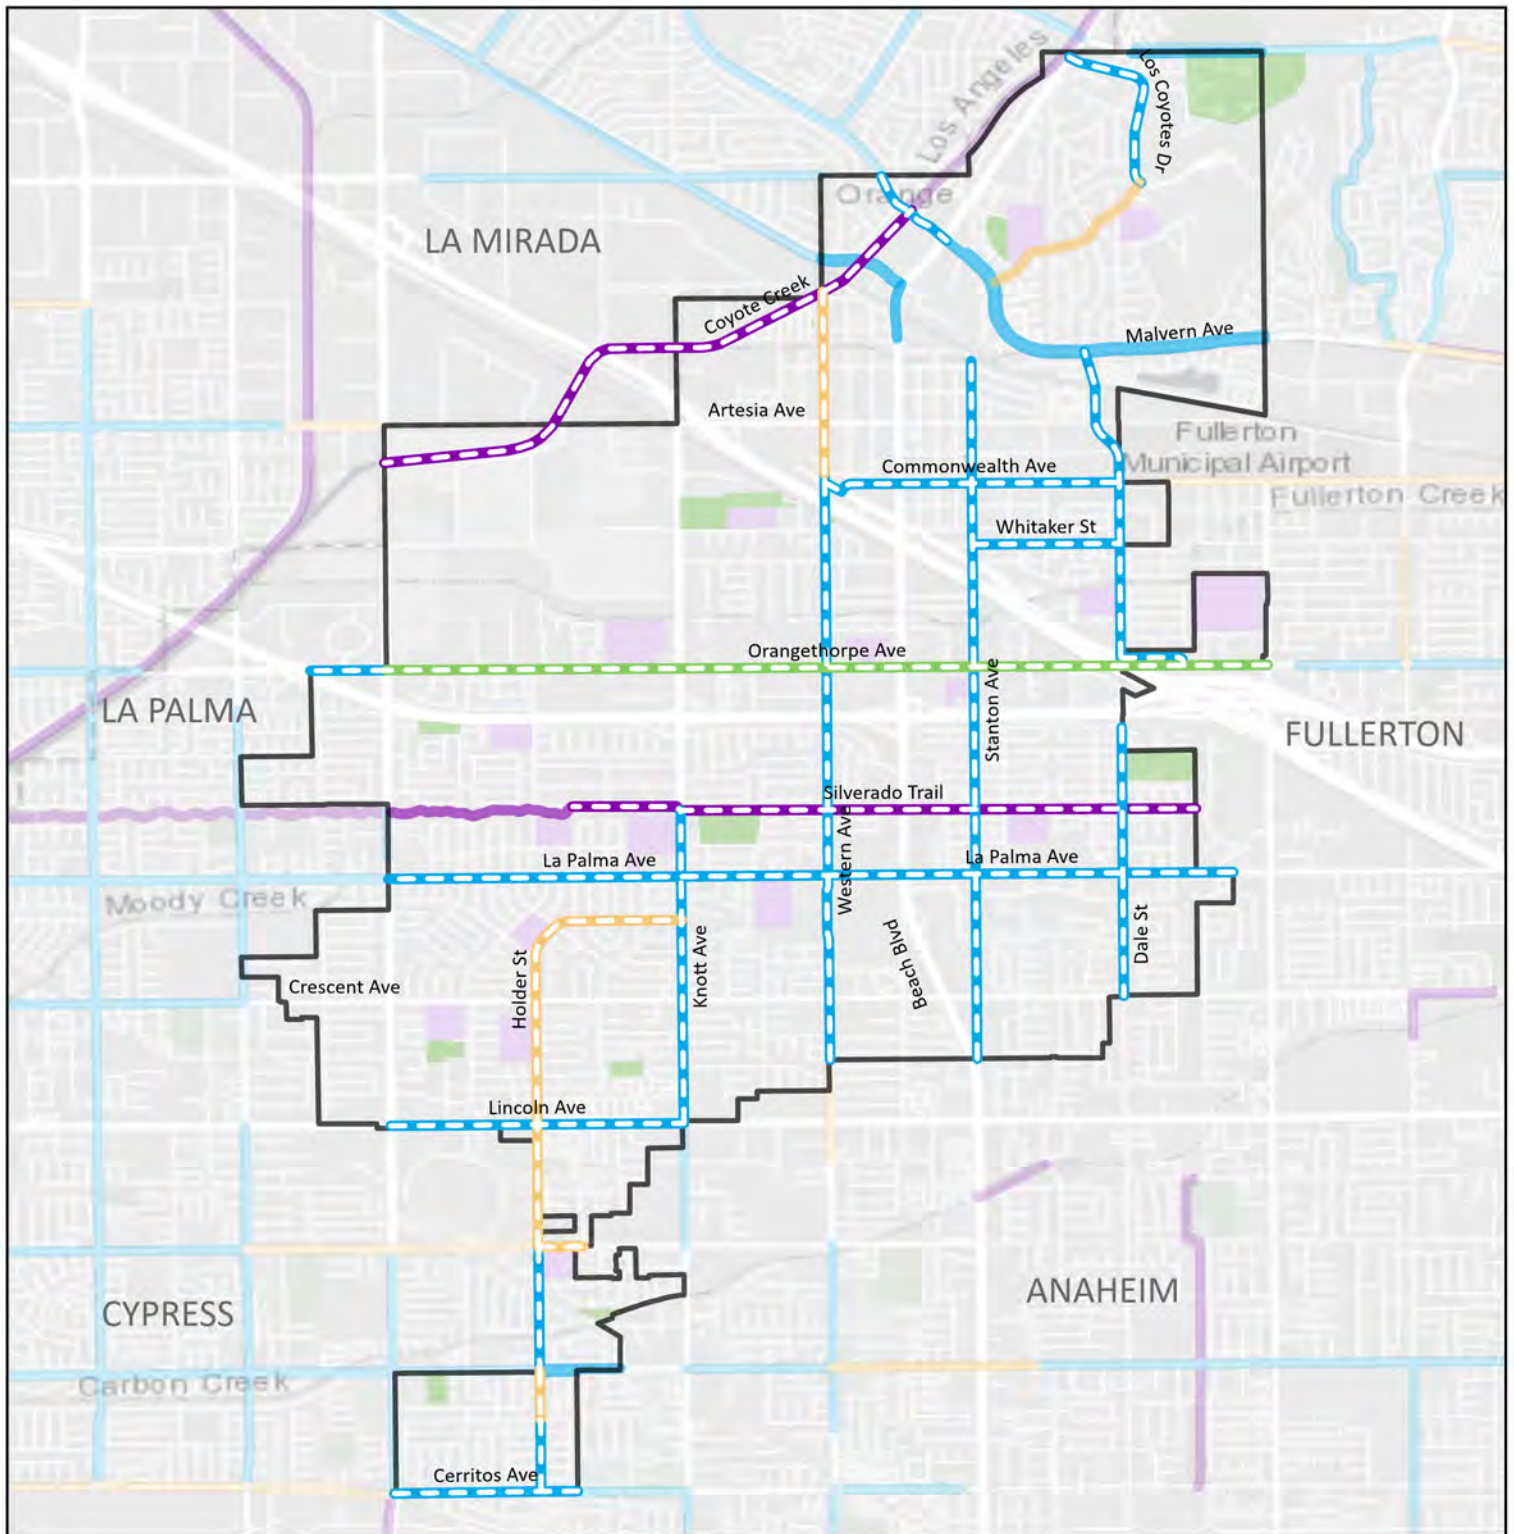 Los Angeles
Los Coyotes Dr
Orange
LA MIRADA
Coyote Creek
Malvern Ave
Artesia Ave
Fullerton
Municipal Airport
Commonwealth Ave
Fullerton Creek
Whitaker St
Orangethorpe Ave
Stanton Ave
LA PALMA
FULLERTON
Silverado Trail
Western Ave
La Palma Ave
La Palma Ave
Moody Creek
Dale St
Beach Blvd
Knott Ave
Holder St
Crescent Ave
Lincoln Ave
ANAHEIM
CYPRESS
Carbon Creek
Cerritos Ave